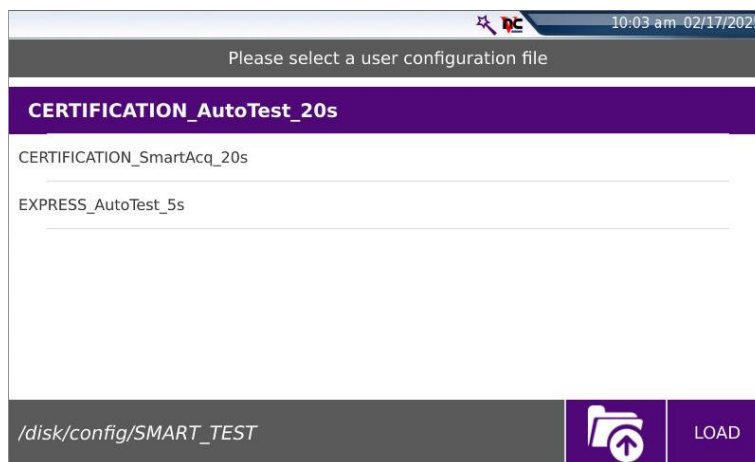 10:03 am 02/17/202
Please select a user configuration file
CERTIFICATION_AutoTest_20s
CERTIFICATION_SmartAcq_20s
EXPRESS_AutoTest_5s
/disk/config/SMART_TEST
LOAD